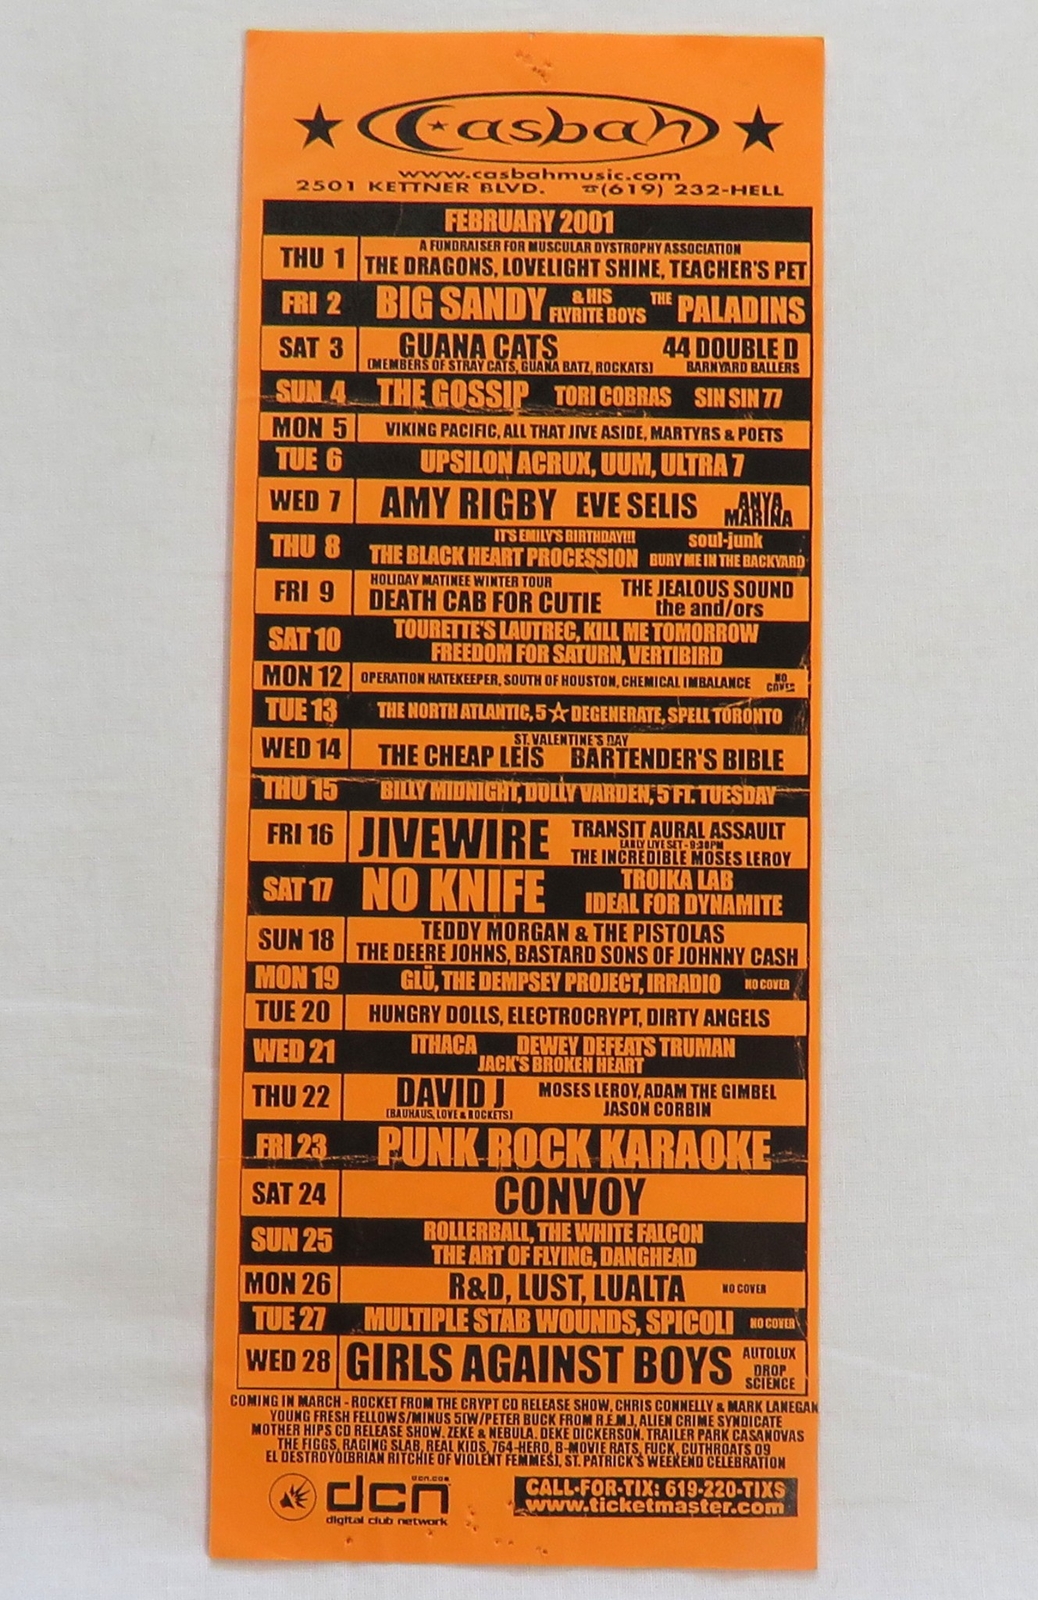 Casbah
www.casbahmusic.com
2501 KETTNER BLVD. ☎(619) 232-HELL
FEBRUARY 2001
THU 1
A FUNDRAISER FOR MUSCULAR DYSTROPHY ASSOCIATION
THE DRAGONS, LOVELIGHT SHINE, TEACHER'S PET
FRI 2 BIG SANDY & HIS FLYRITE BOYS THE PALADINS
SAT 3 GUANA CATS 44 DOUBLE D
[MEMBERS OF STRAY CATS, GUANA BATZ, ROCKATS] BARNYARD BALLERS
SUN 4 THE GOSSIP TORI COBRAS SIN SIN 77
MON 5 VIKING PACIFIC, ALL THAT JIVE ASIDE, MARTYRS & POETS
TUE 6 UPSILON ACRUX, UUM, ULTRA 7
WED 7 AMY RIGBY EVE SELIS ANYA MARINA
THU 8 IT'S EMILY'S BIRTHDAY!!! soul-junk
THE BLACK HEART PROCESSION BURY ME IN THE BACKYARD
FRI 9 HOLIDAY MATINEE WINTER TOUR THE JEALOUS SOUND
DEATH CAB FOR CUTIE the and/ors
SAT 10 TOURETTE'S LAUTREC, KILL ME TOMORROW
FREEDOM FOR SATURN, VERTIBIRD
MON 12 OPERATION HATEKEEPER, SOUTH OF HOUSTON, CHEMICAL IMBALANCE NO COVER
TUE 13 THE NORTH ATLANTIC, 5☆DEGENERATE, SPELL TORONTO
WED 14 ST. VALENTINE'S DAY
THE CHEAP LEIS BARTENDER'S BIBLE
THU 15 BILLY MIDNIGHT, DOLLY VARDEN, 5 FT. TUESDAY
FRI 16 JIVEWIRE TRANSIT AURAL ASSAULT
EARLY LIVE SET - 9:30PM
THE INCREDIBLE MOSES LEROY
SAT 17 NO KNIFE TROIKA LAB
IDEAL FOR DYNAMITE
SUN 18 TEDDY MORGAN & THE PISTOLAS
THE DEERE JOHNS, BASTARD SONS OF JOHNNY CASH
MON 19 GLŪ, THE DEMPSEY PROJECT, IRRADIO NO COVER
TUE 20 HUNGRY DOLLS, ELECTROCRYPT, DIRTY ANGELS
WED 21 ITHACA DEWEY DEFEATS TRUMAN
JACK'S BROKEN HEART
THU 22 DAVID J MOSES LEROY, ADAM THE GIMBEL
[BAUHAUS, LOVE & ROCKETS] JASON CORBIN
FRI 23 PUNK ROCK KARAOKE
SAT 24 CONVOY
SUN 25 ROLLERBALL, THE WHITE FALCON
THE ART OF FLYING, DANGHEAD
MON 26 R&D, LUST, LUALTA NO COVER
TUE 27 MULTIPLE STAB WOUNDS, SPICOLI NO COVER
WED 28 GIRLS AGAINST BOYS AUTOLUX
DROP SCIENCE
COMING IN MARCH - ROCKET FROM THE CRYPT CD RELEASE SHOW, CHRIS CONNELLY & MARK LANEGAN
YOUNG FRESH FELLOWS/MINUS 5[W/PETER BUCK FROM R.E.M.], ALIEN CRIME SYNDICATE
MOTHER HIPS CD RELEASE SHOW. ZEKE & NEBULA. DEKE DICKERSON. TRAILER PARK CASANOVAS
THE FIGGS, RAGING SLAB, REAL KIDS, 764-HERO, B-MOVIE RATS, FUCK, CUTHROATS 09
EL DESTROYO[BRIAN RITCHIE OF VIOLENT FEMMES], ST. PATRICK'S WEEKEND CELEBRATION
dcn
digital club network
CALL-FOR-TIX: 619-220-TIXS
www.ticketmaster.com